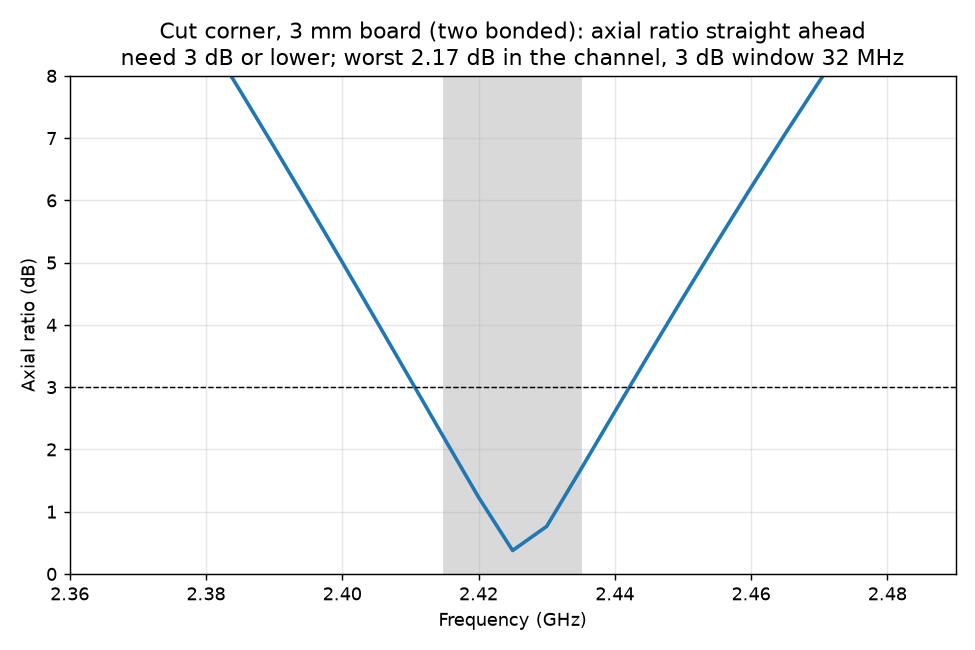 Cut corner, 3 mm board (two bonded): axial ratio straight ahead
need 3 dB or lower; worst 2.17 dB in the channel, 3 dB window 32 MHz
8
7
6
5
4
3
2
1
0
Axial ratio (dB)
2.36 2.38 2.40 2.42 2.44 2.46 2.48
Frequency (GHz)